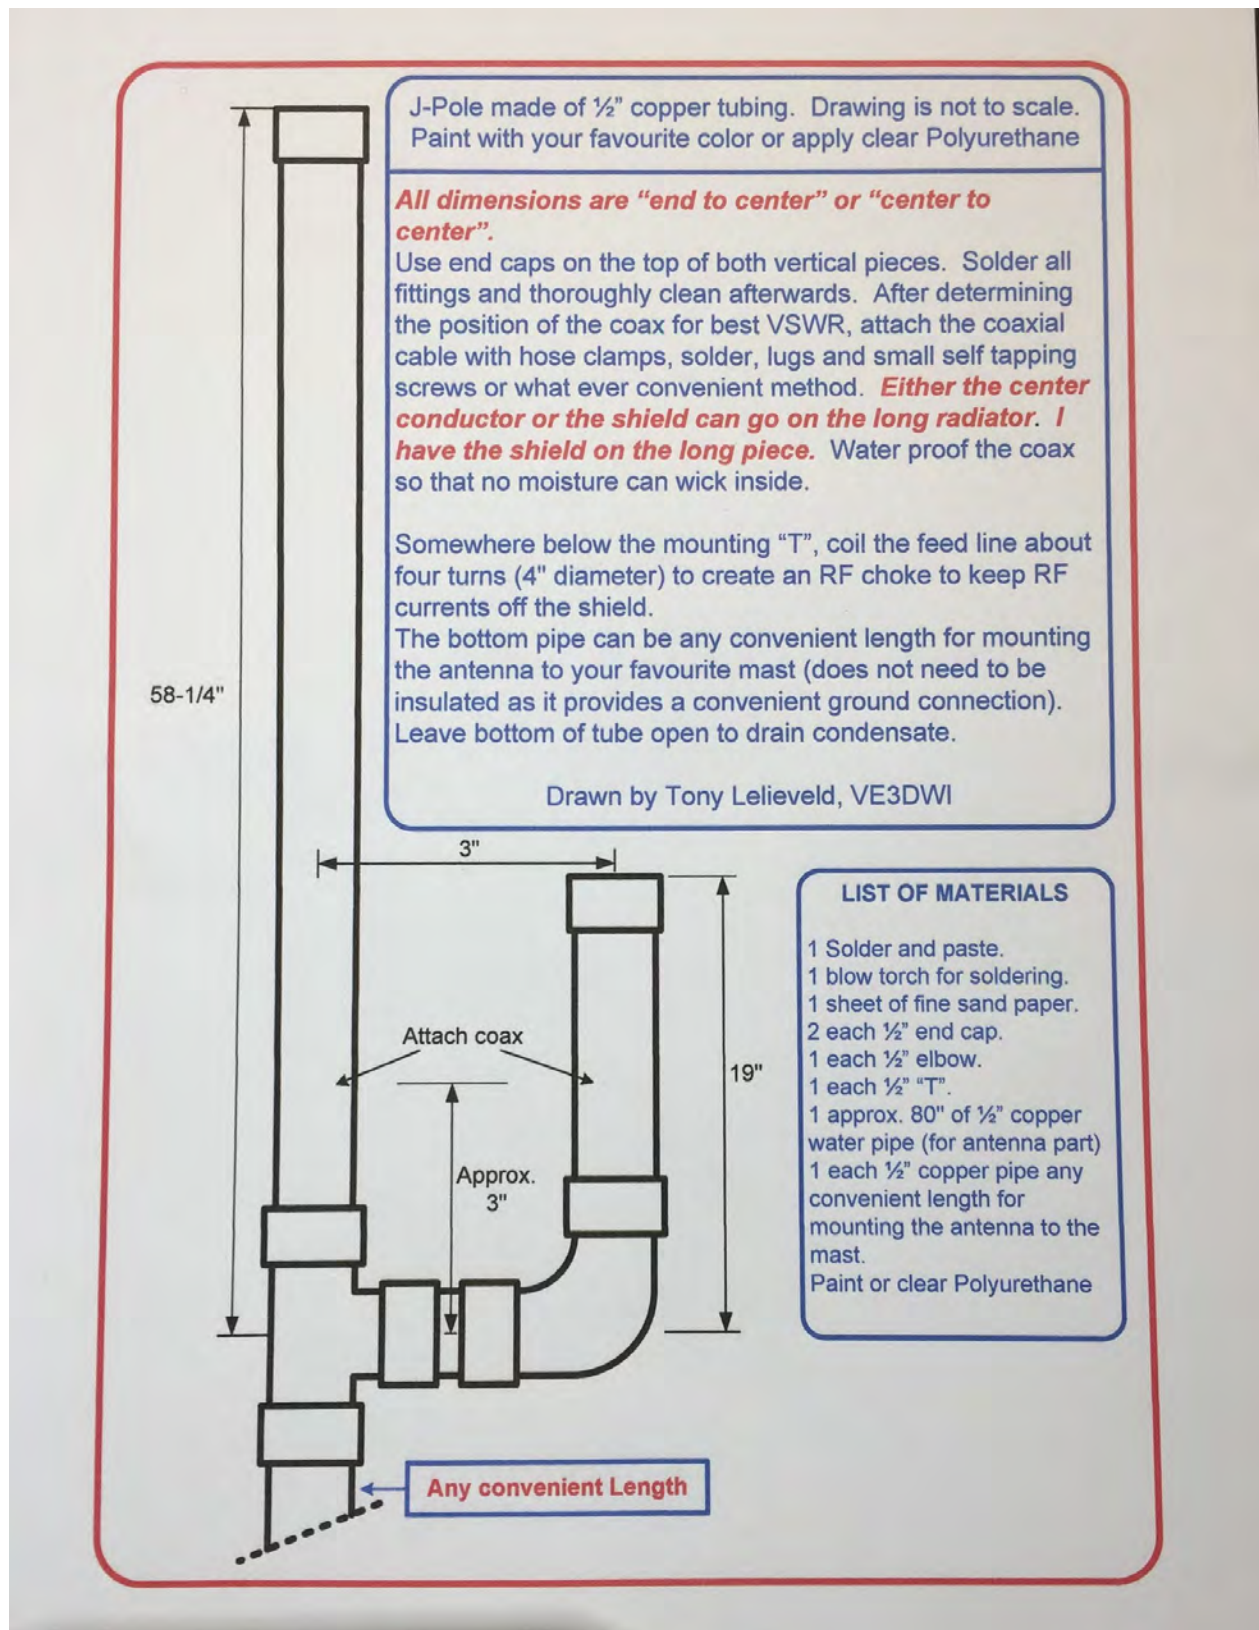 J-Pole made of ½” copper tubing.  Drawing is not to scale.
Paint with your favourite color or apply clear Polyurethane
All dimensions are “end to center” or “center to
center”.
Use end caps on the top of both vertical pieces.  Solder all
fittings and thoroughly clean afterwards.  After determining
the position of the coax for best VSWR, attach the coaxial
cable with hose clamps, solder, lugs and small self tapping
screws or what ever convenient method.  Either the center
conductor or the shield can go on the long radiator.  I
have the shield on the long piece.  Water proof the coax
so that no moisture can wick inside.
Somewhere below the mounting “T”, coil the feed line about
four turns (4" diameter) to create an RF choke to keep RF
currents off the shield.
The bottom pipe can be any convenient length for mounting
the antenna to your favourite mast (does not need to be
insulated as it provides a convenient ground connection).
Leave bottom of tube open to drain condensate.
Drawn by Tony Lelieveld, VE3DWI
58-1/4"
3"
Attach coax
19"
Approx.
3"
LIST OF MATERIALS
1 Solder and paste.
1 blow torch for soldering.
1 sheet of fine sand paper.
2 each ½” end cap.
1 each ½” elbow.
1 each ½” “T”.
1 approx. 80" of ½” copper
water pipe (for antenna part)
1 each ½” copper pipe any
convenient length for
mounting the antenna to the
mast.
Paint or clear Polyurethane
Any convenient Length